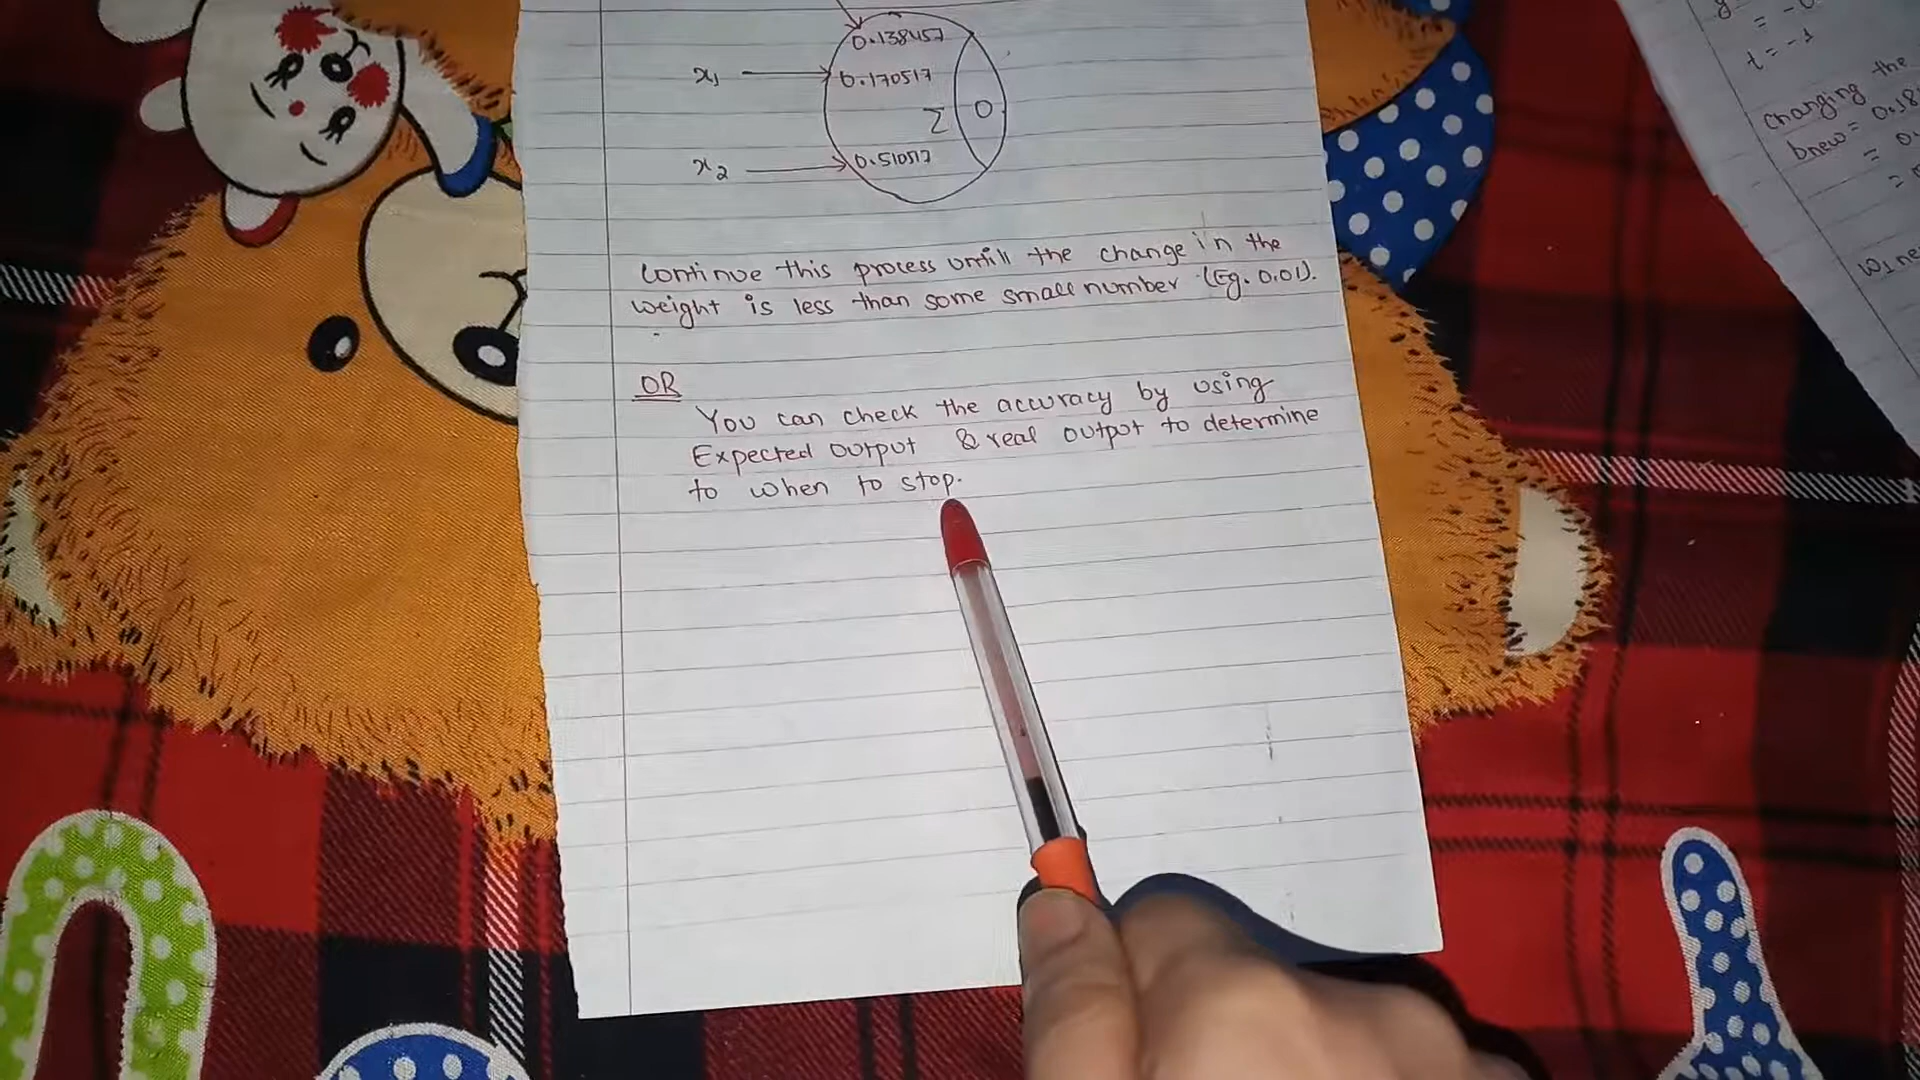 0.138457
x1 0.170517
Σ 0
x2 0.510517
Continue this process untill the change in the
weight is less than some small number (Eg. 0.01).
OR
You can check the accuracy by using
Expected output & real output to determine
to when to stop.
t = -1
changing the
bnew = 0.18
= 0.